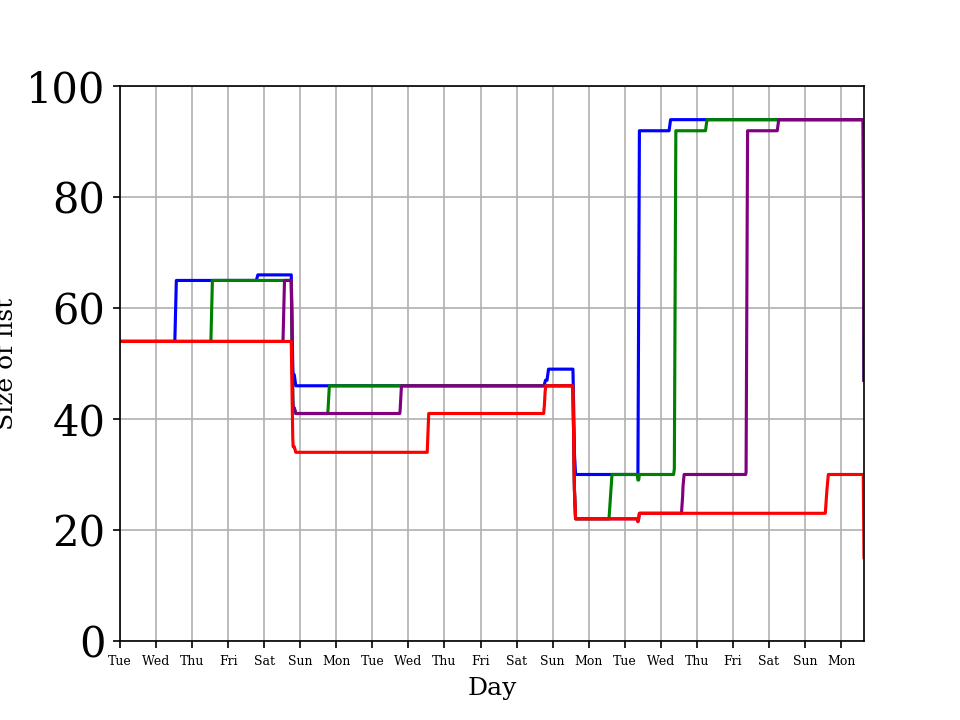 100
80
60
40
20
0
Size of list
Tue Wed Thu Fri Sat Sun Mon Tue Wed Thu Fri Sat Sun Mon Tue Wed Thu Fri Sat Sun Mon
Day